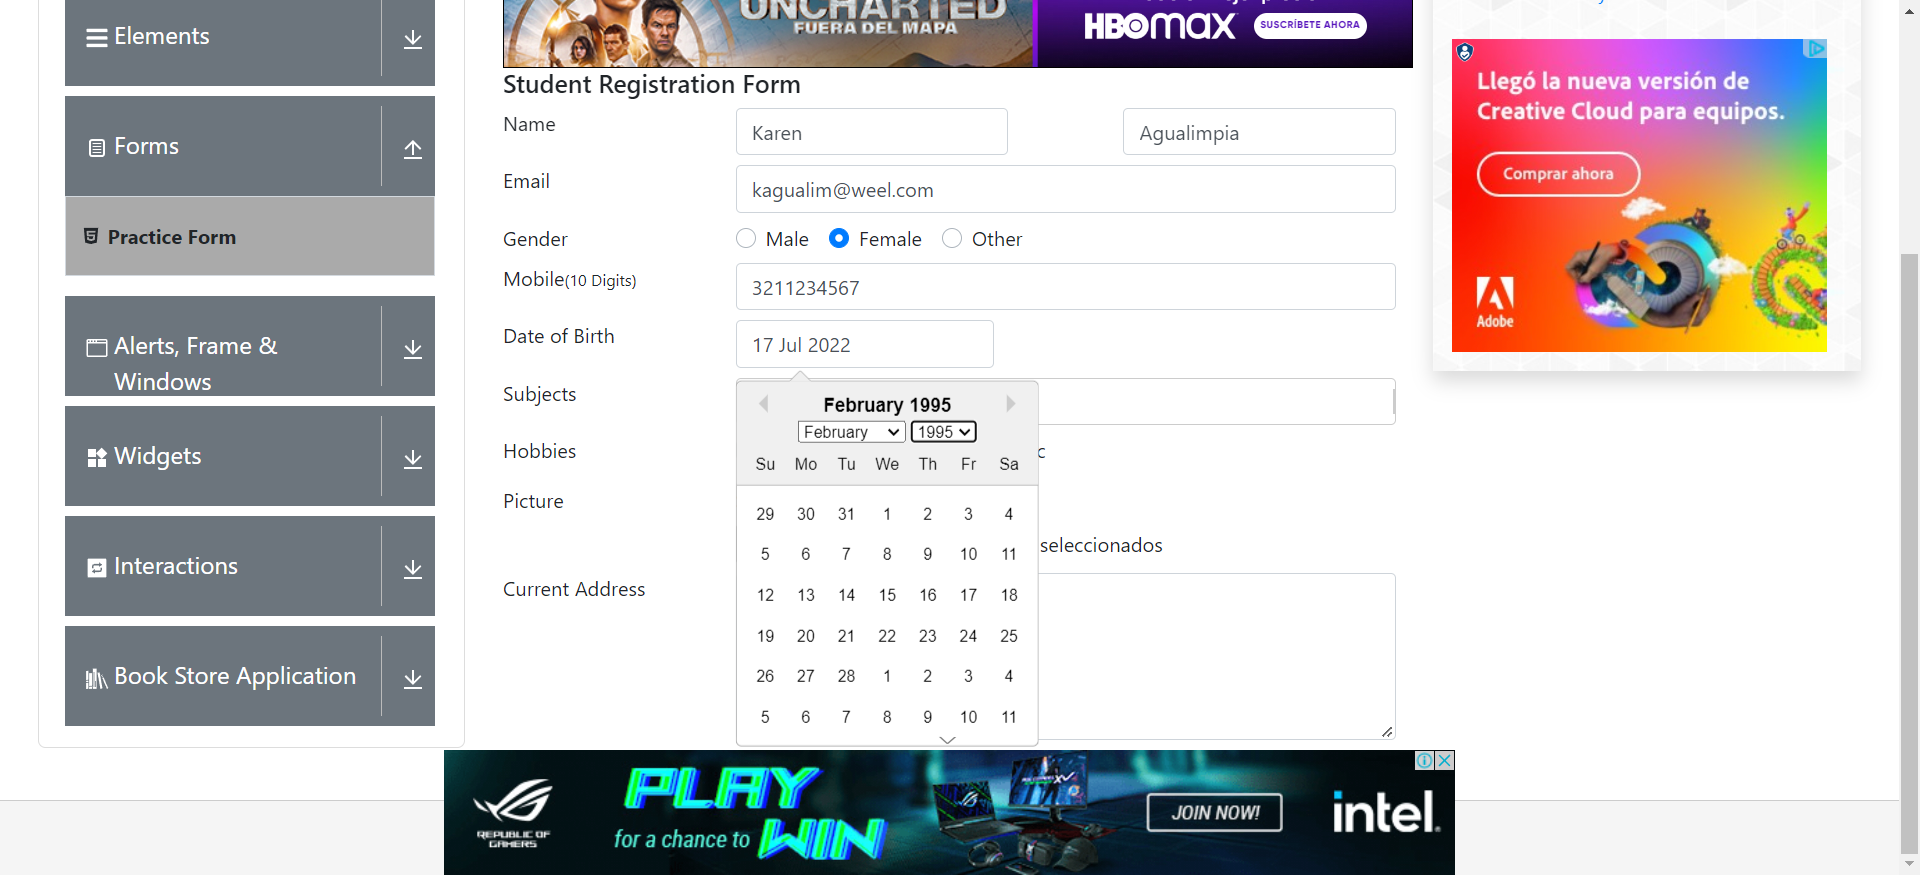 Elements
Forms
Practice Form
Alerts, Frame &
Windows
Widgets
Interactions
Book Store Application
UNCHARTED
FUERA DEL MAPA
HBOMAX
SUSCRÍBETE AHORA
Student Registration Form
Name
Karen
Agualimpia
Email
kagualim@weel.com
Gender
Male
Female
Other
Mobile(10 Digits)
3211234567
Date of Birth
17 Jul 2022
Subjects
February 1995
February
1995
Su Mo Tu We Th Fr Sa
29 30 31 1 2 3 4
5 6 7 8 9 10 11
12 13 14 15 16 17 18
19 20 21 22 23 24 25
26 27 28 1 2 3 4
5 6 7 8 9 10 11
Hobbies
c
Picture
seleccionados
Current Address
Llegó la nueva versión de
Creative Cloud para equipos.
Comprar ahora
Adobe
REPUBLIC OF
GAMERS
PLAY
for a chance to WIN
JOIN NOW!
intel.